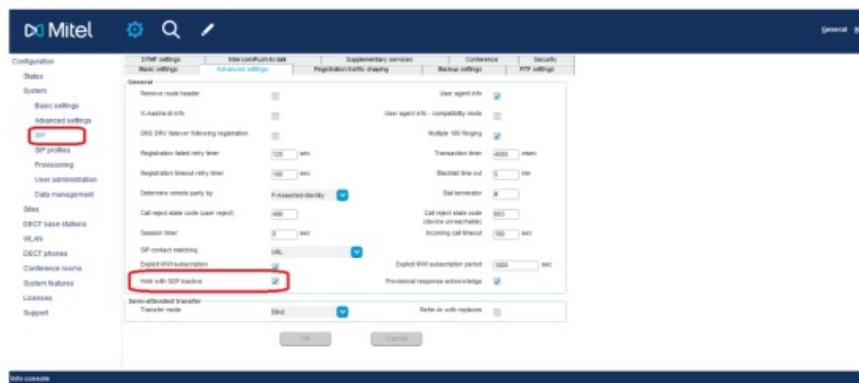 Mitel
General
Configuration
Status
System
Basic settings
Advanced settings
SIP
SIP profiles
Provisioning
User administration
Data management
Sites
DECT base stations
WLAN
DECT phones
Conference rooms
System features
Licenses
Support
DTMF settings Intercom/Push-to-talk Supplementary services Conference Security
Basic settings Advanced settings Registration traffic shaping Backup settings RTP settings
General
Remove route header User agent info
X-Aastra-Id info User agent info - compatibility mode
DNS SRV failover following registration Multiple 180 Ringing
Registration failed retry timer 120 sec Transaction timer 4000 msec
Registration timeout retry timer 180 sec Blacklist time out 5 min
Determine remote party by P-Asserted-Identity Dial terminator #
Call reject state code (user reject) 486 Call reject state code 603
(device unreachable)
Session timer 0 sec Incoming call timeout 180 sec
SIP contact matching URL
Explicit MWI subscription Explicit MWI subscription period 1800 sec
Hold with SDP inactive Provisional response acknowledge
Semi-attended transfer
Transfer mode Blind Refer-to with replaces
OK Cancel
Info console